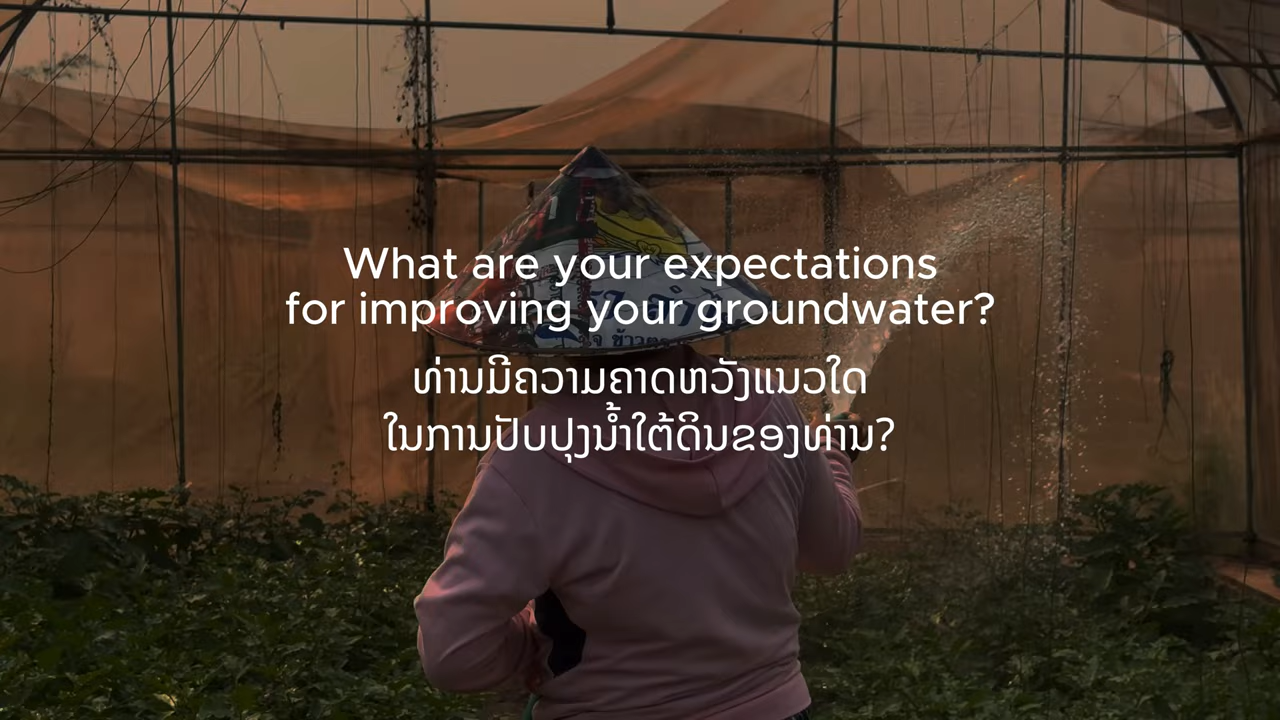 What are your expectations
for improving your groundwater?
ທ່ານມີຄວາມຄາດຫວັງແນວໃດ
ໃນການປັບປຸງນ້ຳໃຕ້ດິນຂອງທ່ານ?